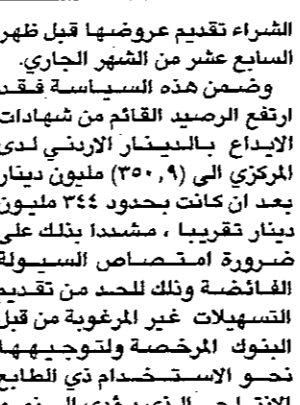 الشراء تقديم عروضها قبل ظهر
السابع عشر من الشهر الجاري.
وضمن هذه السياسة فقد
ارتفع الرصيد القائم من شهادات
الايداع بالدينار الاردني لدى
المركزي الى (٣٥٠,٩) مليون دينار
بعد ان كانت بحدود ٣٤٤ مليون
دينار تقريبا ، مشددا بذلك على
ضرورة امتصاص السيولة
الفائضة وذلك للحد من تقديم
التسهيلات غير المرغوبة من قبل
البنوك المرخصة ولتوجيهها
نحو الاستخدام ذي الطابع